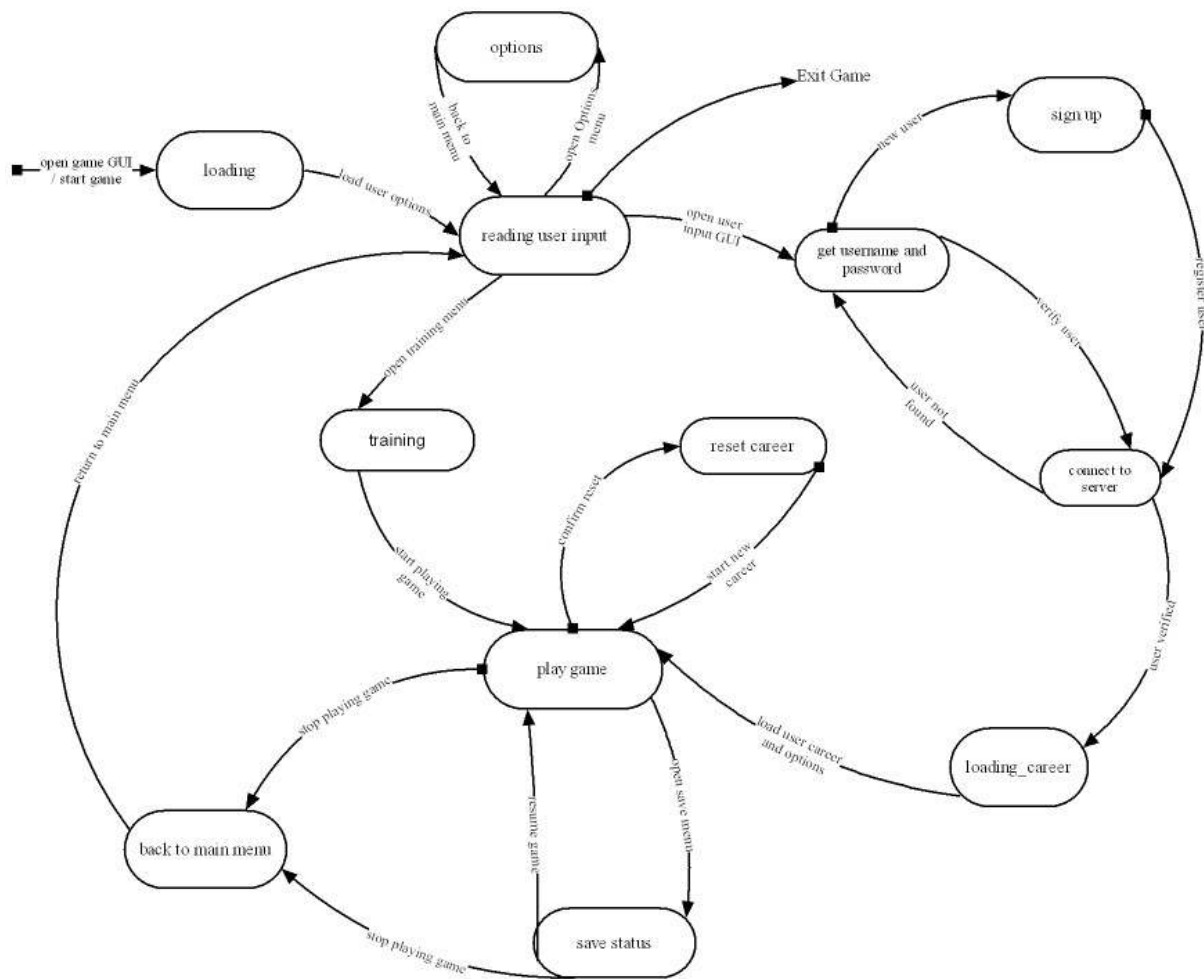 options
back to
main menu
open Options
menu
Exit Game
new user
sign up
open game GUI
/ start game
loading
load user options
reading user input
open user
input GUI
get username and
password
register user
verify user
user not
found
connect to
server
open training menu
training
return to main menu
reset career
confirm reset
start new
career
start playing
game
play game
user verified
stop playing game
load user career
and options
loading_career
open save menu
resume game
back to main menu
save status
stop playing game